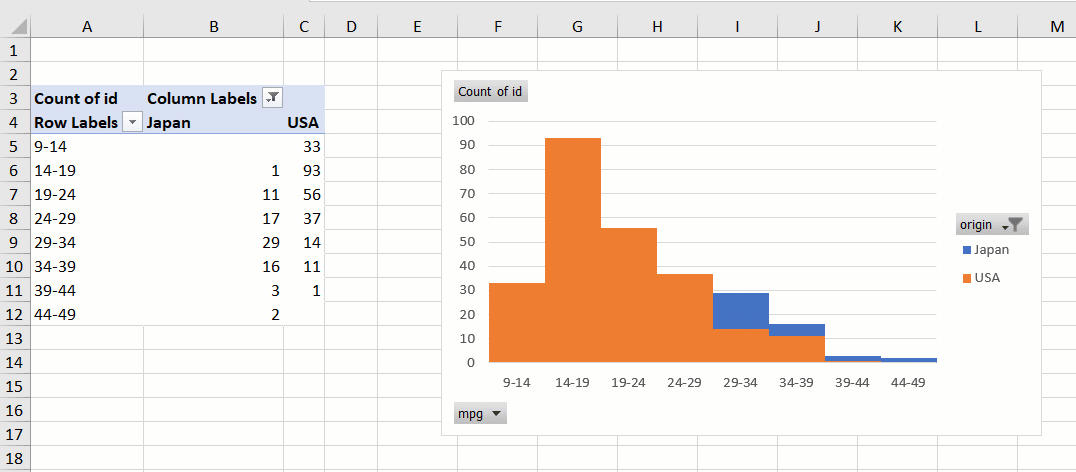 A B C D E F G H I J K L M
1
2
3 Count of id Column Labels
4 Row Labels Japan USA
5 9-14 33
6 14-19 1 93
7 19-24 11 56
8 24-29 17 37
9 29-34 29 14
10 34-39 16 11
11 39-44 3 1
12 44-49 2
13
14
15
16
17
18
Count of id
100
90
80
70
60
50
40
30
20
10
0
9-14 14-19 19-24 24-29 29-34 34-39 39-44 44-49
mpg
origin
Japan
USA